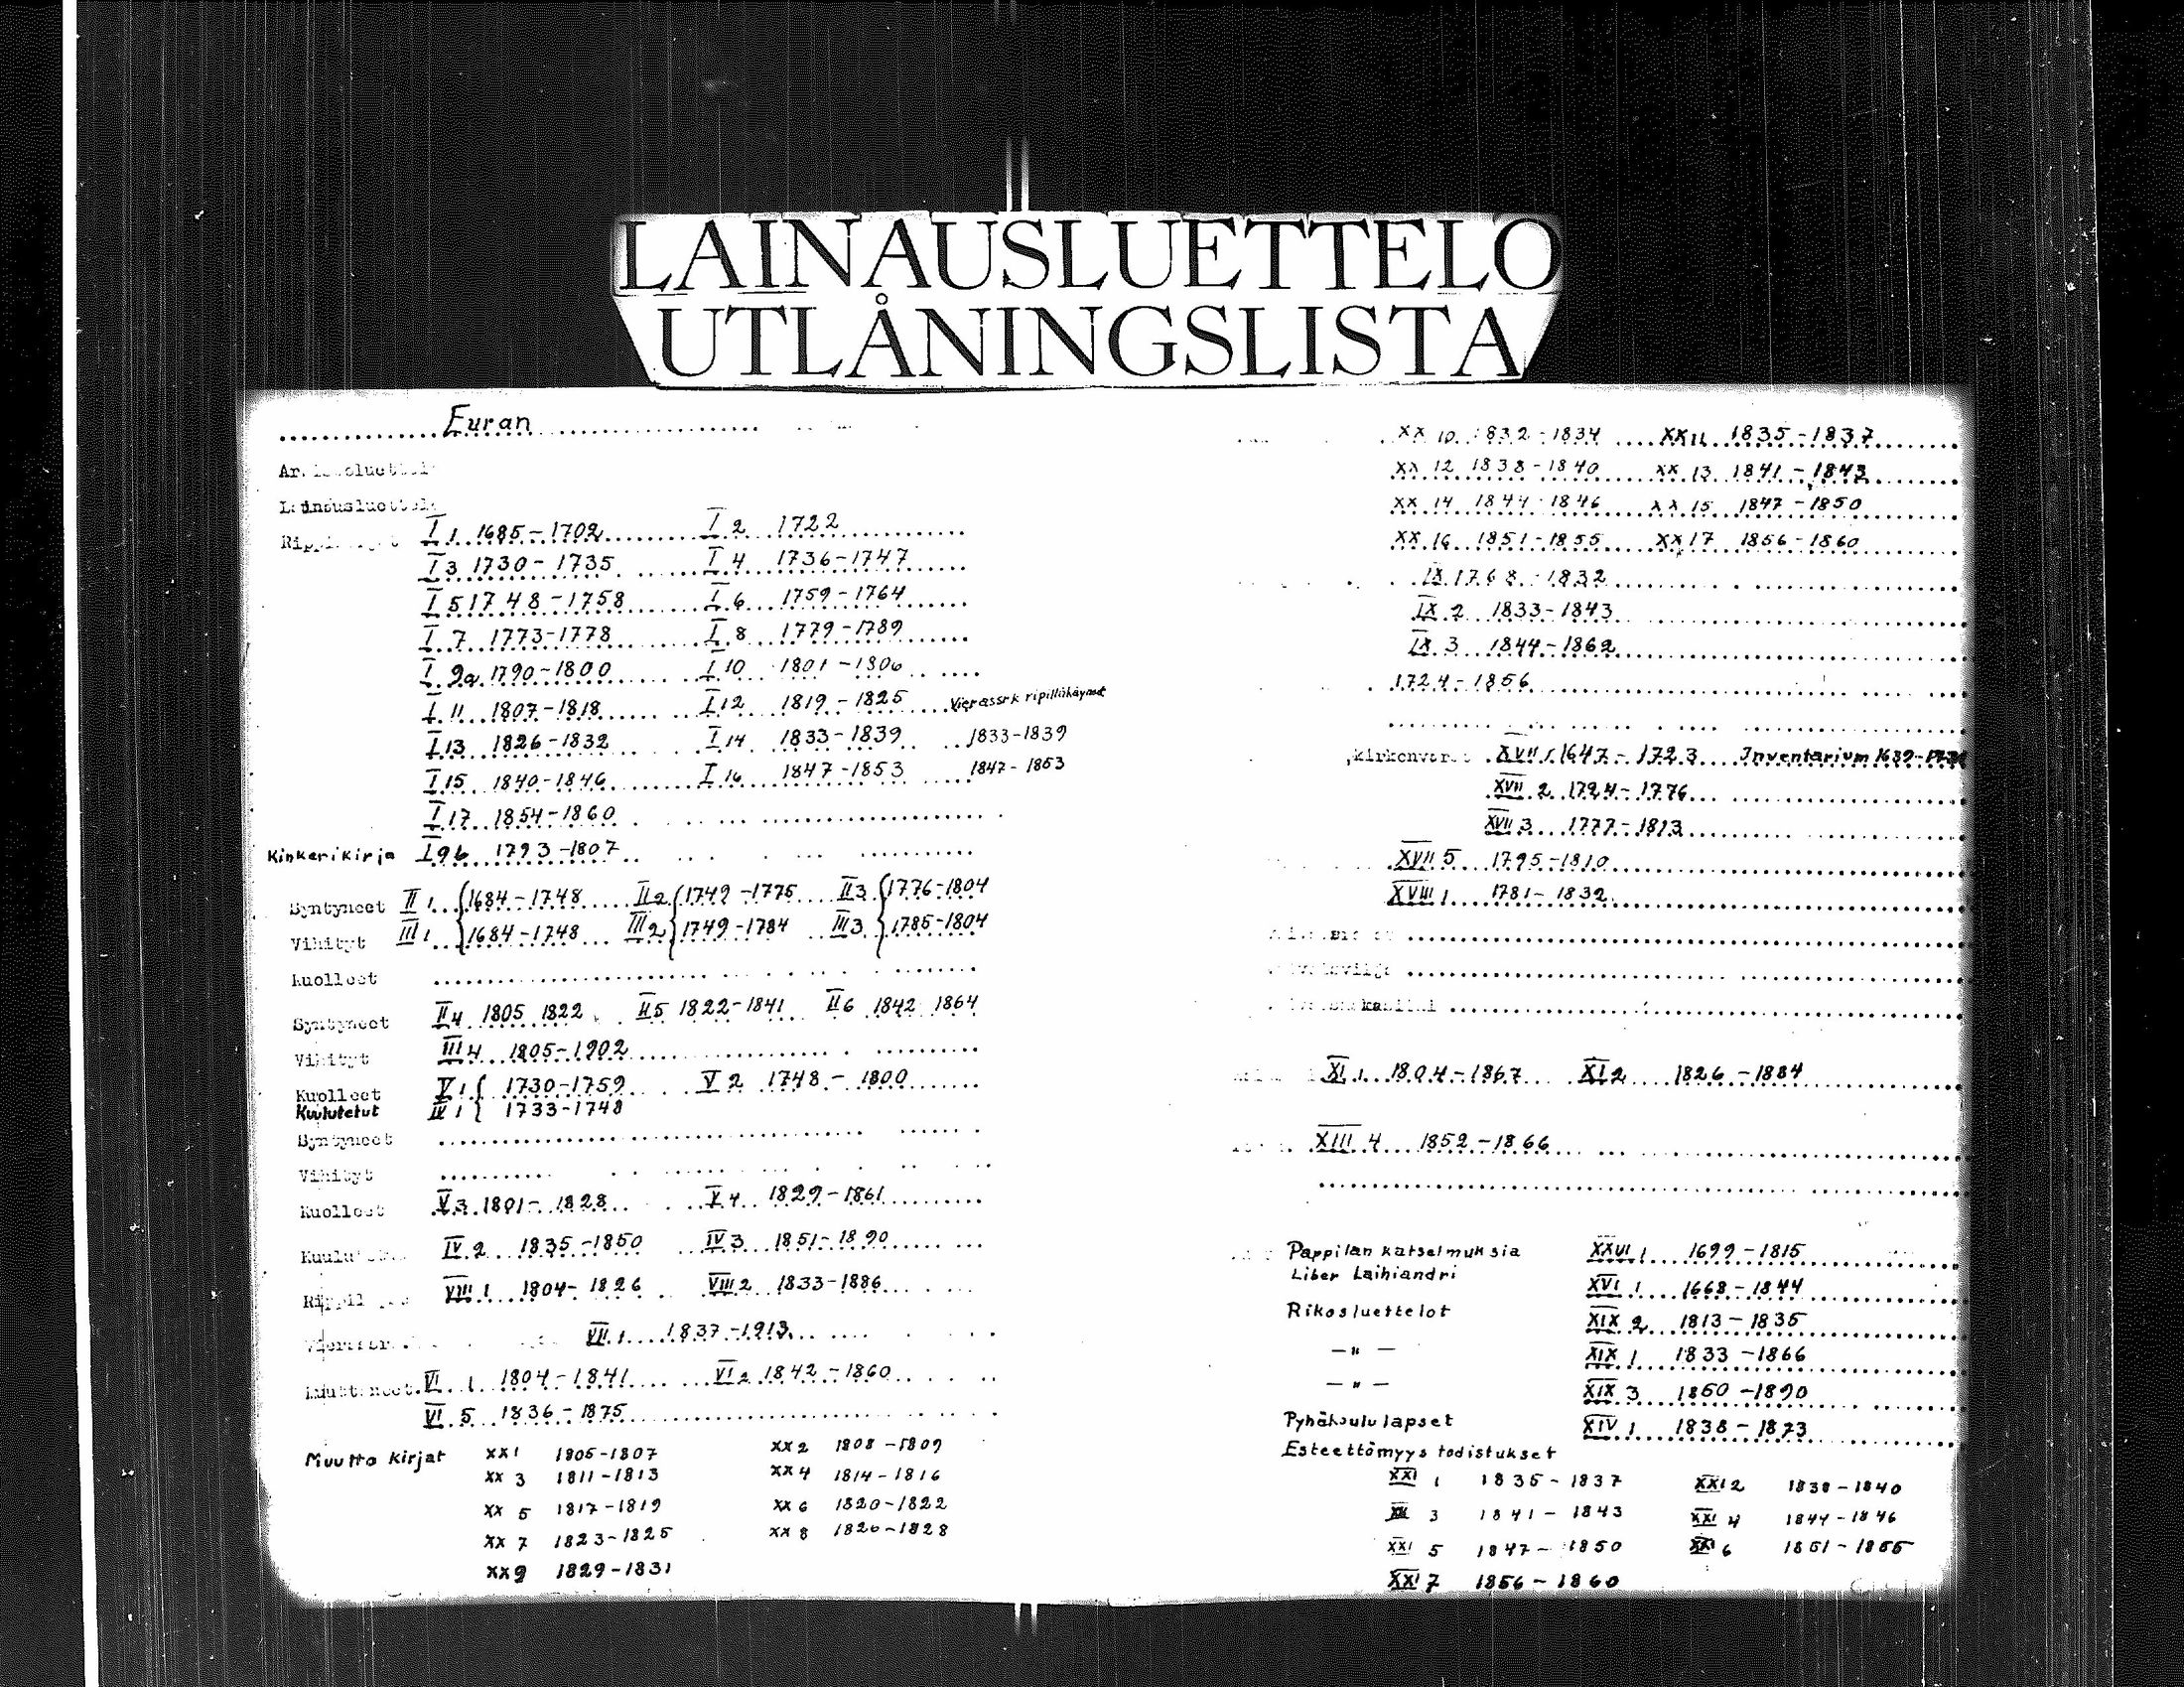 LAINAUSLUETTELO
UTLÅNINGSLISTA
Euran
Lainausluettelo
I 1 1685-1702 I 2 1722
I 3 1730-1735 I 4 1736-1747
I 5 1748-1758 I 6 1759-1764
I 7 1773-1778 I 8 1779-1789
I 9a 1790-1800 I 10 1801-1806
I 11 1807-1818 I 12 1819-1825 Vierassrk ripilläkäyneet
I 13 1826-1832 I 14 1833-1839 1833-1839
I 15 1840-1846 I 16 1847-1853 1847-1853
I 17 1854-1860
Kinkerikirja I 9b 1793-1807
Syntyneet II 1 {1684-1748 II 2 {1749-1775 II 3 {1776-1804
Vihityt III 1 {1684-1748 III 2 {1749-1784 III 3 {1785-1804
Kuolleet
Syntyneet II 4 1805 1822 II 5 1822-1841 II 6 1842 1864
Vihityt III 4 1805-1902
Kuolleet V 1 { 1730-1759 V 2 1748-1800
Kuulutetut IV 1 { 1733-1748
Syntyneet
Vihityt
Kuolleet V 3 1801-1828 V 4 1829-1861
IV 2 1835-1850 IV 3 1851-1890
VIII 1 1804-1826 VIII 2 1833-1886
VII 1 1837-1913
Muuttaneet VI 1 1804-1841 VI 2 1842-1860
VI 5 1836-1875
Muutto kirjat XX 1 1805-1807 XX 2 1808-1809
XX 3 1811-1813 XX 4 1814-1816
XX 5 1817-1819 XX 6 1820-1822
XX 7 1823-1825 XX 8 1826-1828
XX 9 1829-1831
XX 10 1832-1834 XX 11 1835-1837
XX 12 1838-1840 XX 13 1841-1843
XX 14 1844-1846 XX 15 1847-1850
XX 16 1851-1855 XX 17 1856-1860
IX 1768-1832
IX 2 1833-1843
IX 3 1844-1862
1724-1856
XVII 1 1647-1723 Inventarium
XVII 2 1724-1776
XVII 3 1777-1813
XVII 5 1795-1810
XVIII 1 1781-1832
XI 1 1804-1867 XI 2 1826-1884
XIII 4 1852-1866
Pappilan katselmuksia XXVI 1 1699-1815
Liber Laihiandri XVI 1 1668-1844
Rikosluettelot XIX 2 1813-1835
-"- XIX 1 1833-1866
-"- XIX 3 1850-1890
Pyhäkoulu lapset XIV 1 1838-1873
Esteettömyys todistukset
XXI 1 1835-1837 XXI 2 1838-1840
XXI 3 1841-1843 XXI 4 1844-1846
XXI 5 1847-1850 XXI 6 1851-1855
XXI 7 1856-1860